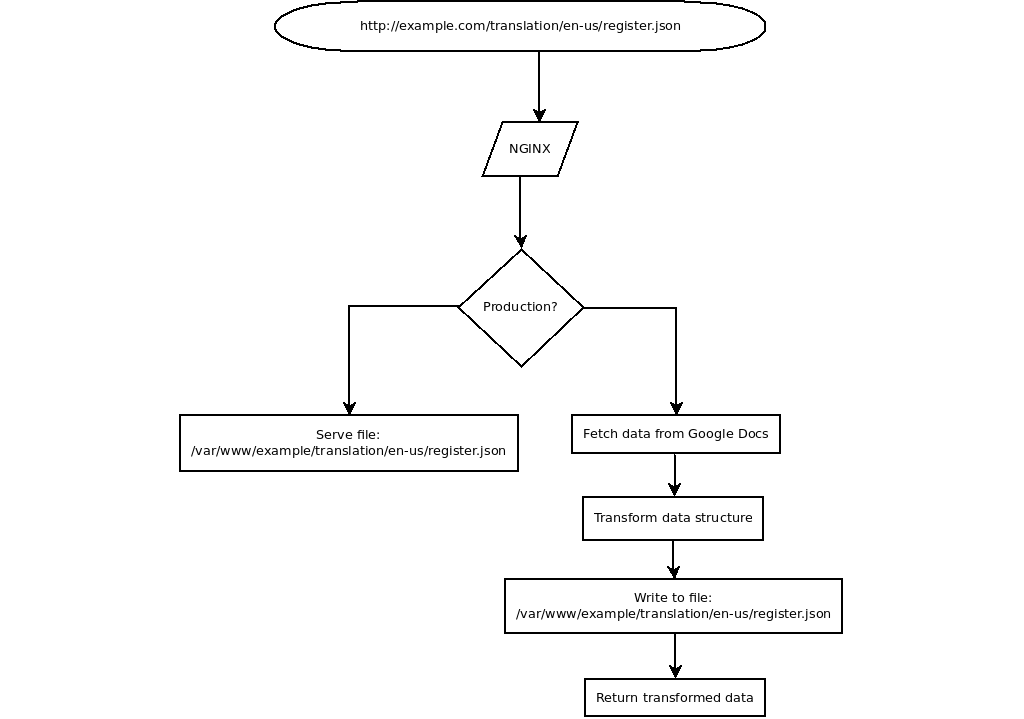 http://example.com/translation/en-us/register.json
NGINX
Production?
Serve file:
/var/www/example/translation/en-us/register.json
Fetch data from Google Docs
Transform data structure
Write to file:
/var/www/example/translation/en-us/register.json
Return transformed data